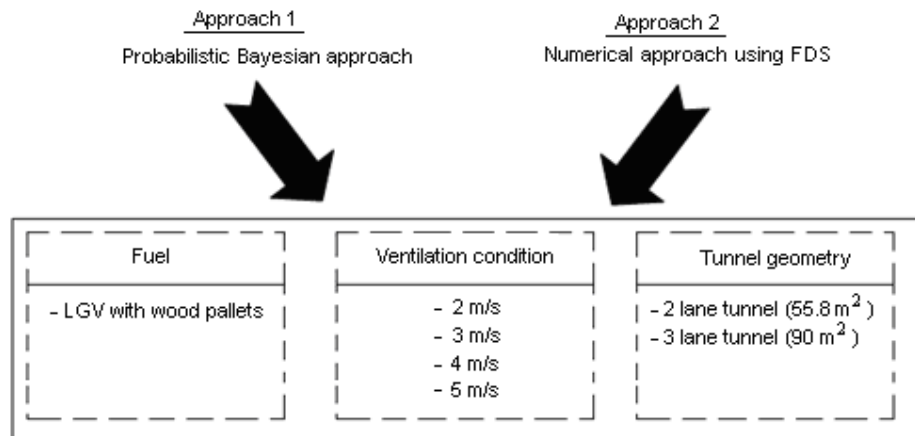 Approach 1
Probabilistic Bayesian approach
Approach 2
Numerical approach using FDS
Fuel
- LGV with wood pallets
Ventilation condition
- 2 m/s
- 3 m/s
- 4 m/s
- 5 m/s
Tunnel geometry
- 2 lane tunnel (55.8 m²)
- 3 lane tunnel (90 m²)